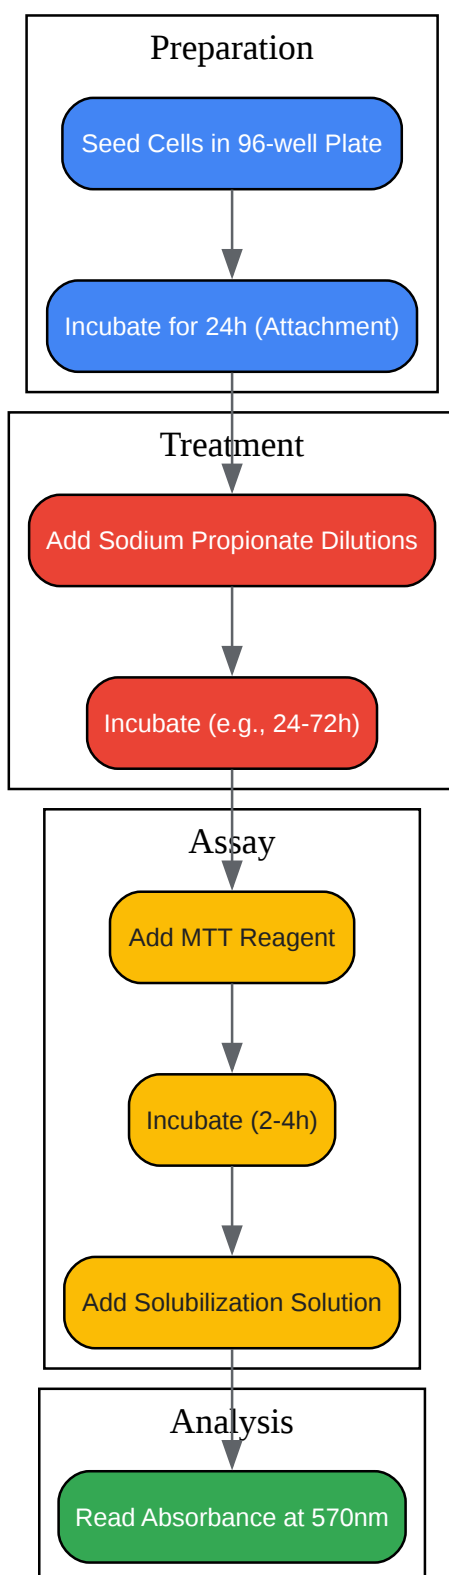 Preparation
Seed Cells in 96-well Plate
Incubate for 24h (Attachment)
Treatment
Add Sodium Propionate Dilutions
Incubate (e.g., 24-72h)
Assay
Add MTT Reagent
Incubate (2-4h)
Add Solubilization Solution
Analysis
Read Absorbance at 570nm